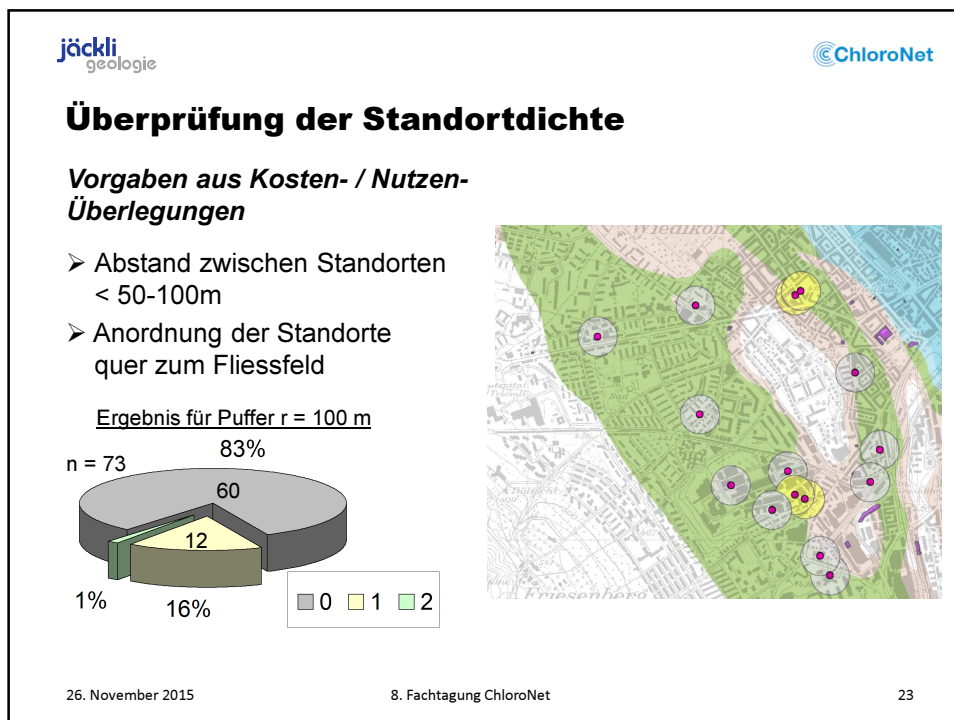 jäckli
geologie
ChloroNet
Überprüfung der Standortdichte
Vorgaben aus Kosten- / Nutzen-
Überlegungen
➢ Abstand zwischen Standorten
< 50-100m
➢ Anordnung der Standorte
quer zum Fliessfeld
Ergebnis für Puffer r = 100 m
n = 73
83%
60
12
1%
16%
0 1 2
Wiedikon
Friesenberg
26. November 2015
8. Fachtagung ChloroNet
23